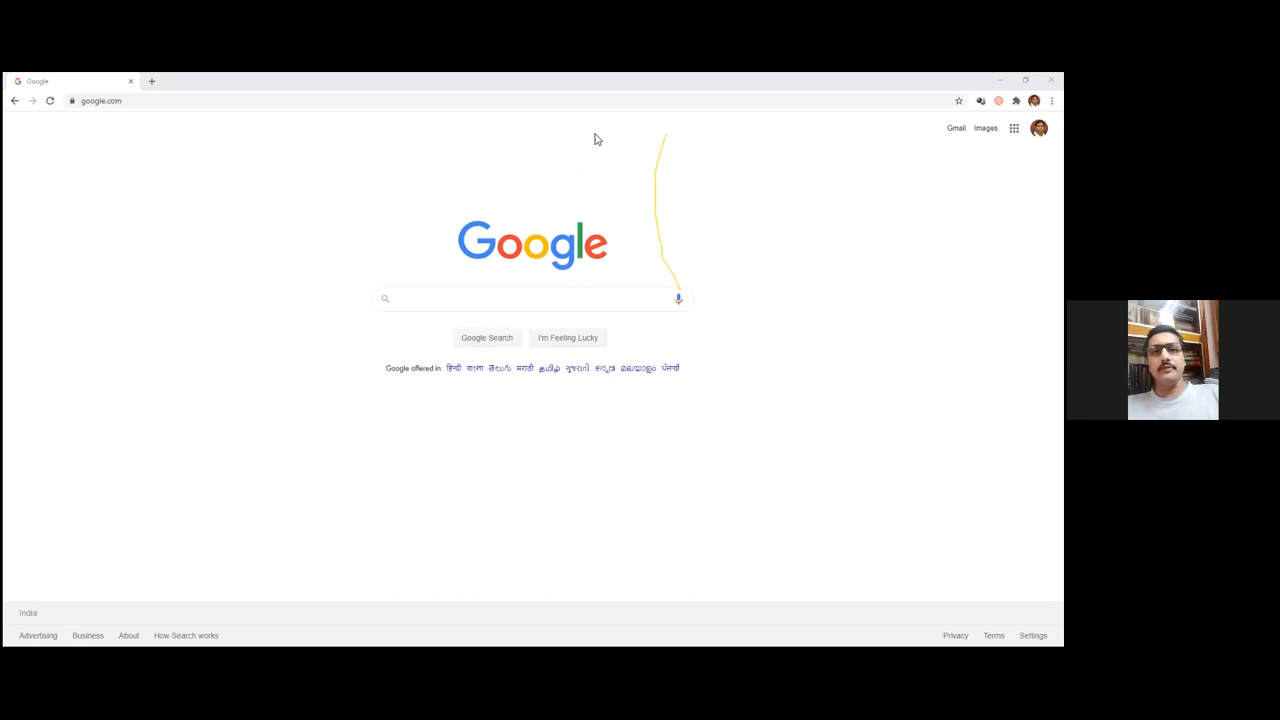 Google
google.com
Gmail Images
Google
Google Search I'm Feeling Lucky
Google offered in: हिन्दी বাংলা తెలుగు मराठी தமிழ் ગુજરાતી ಕನ್ನಡ മലയാളം ਪੰਜਾਬੀ
India
Advertising Business About How Search works Privacy Terms Settings